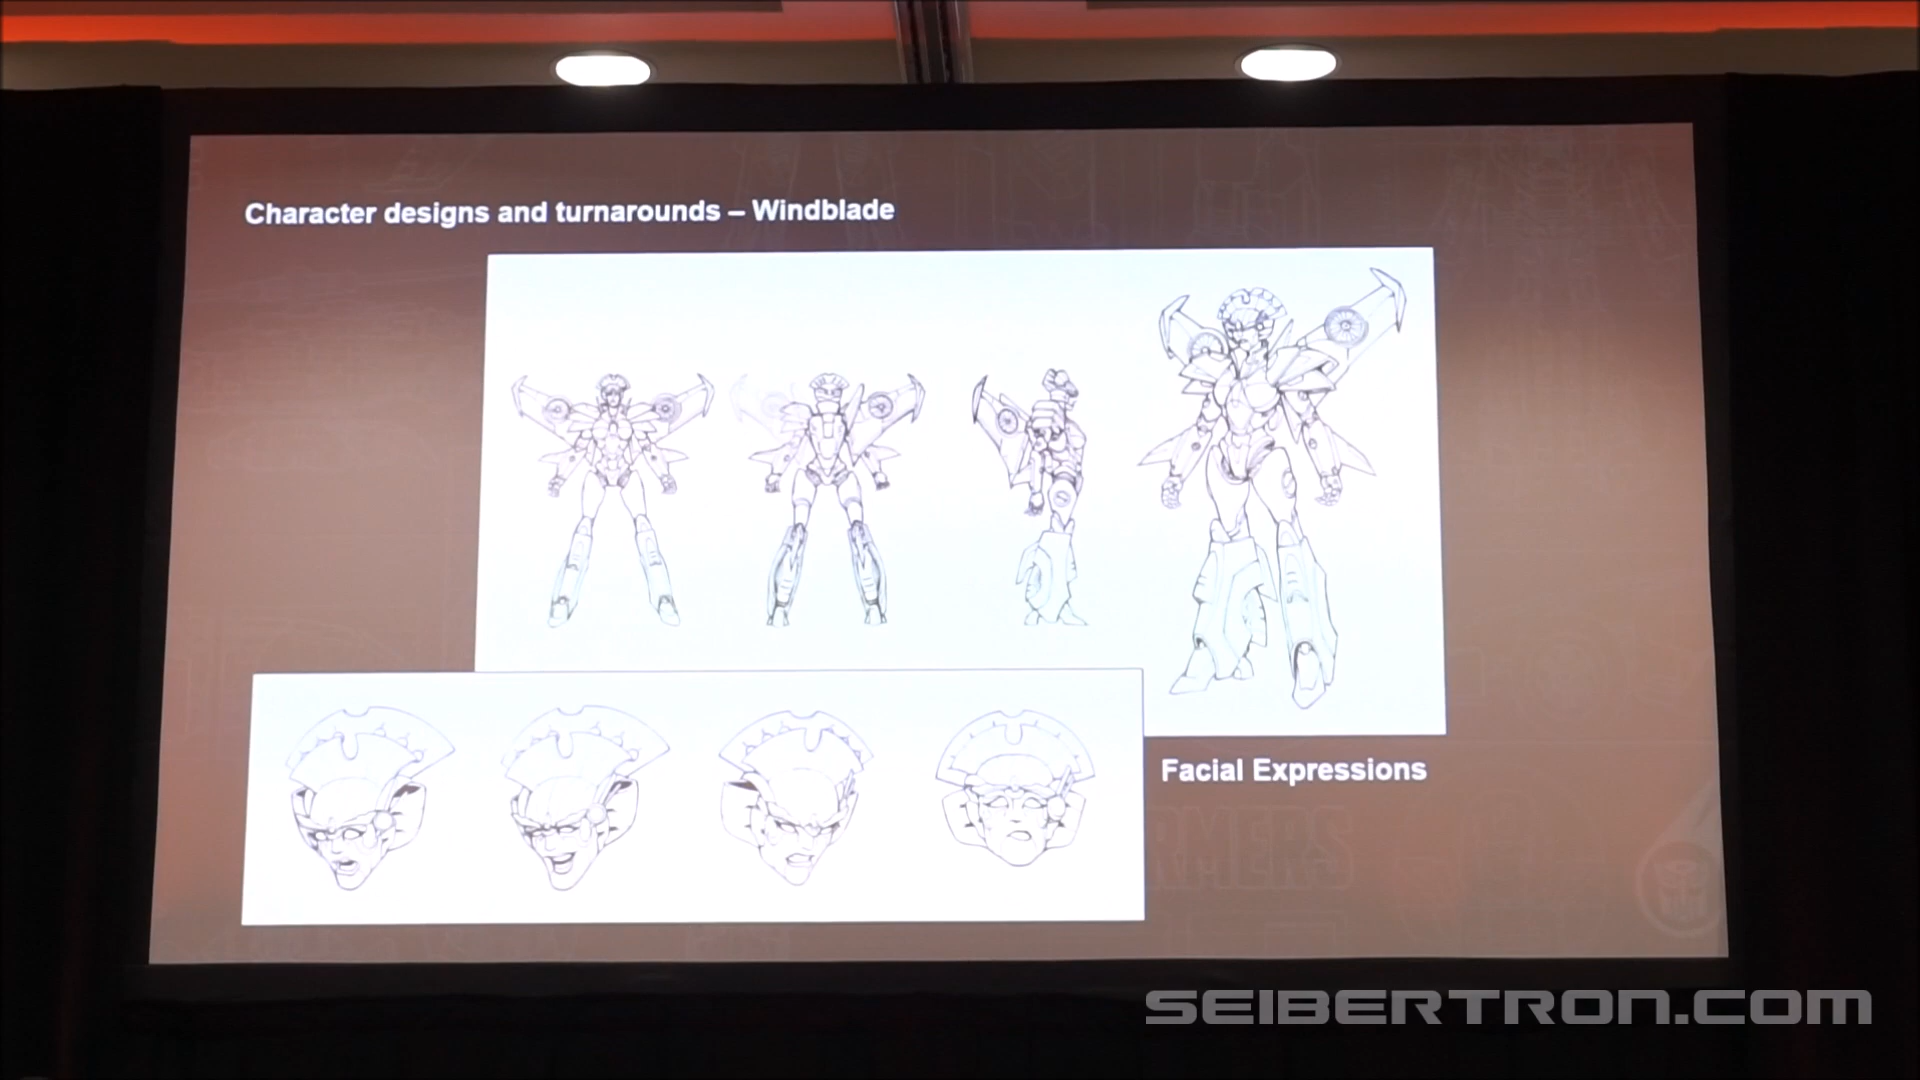 Character designs and turnarounds – Windblade
Facial Expressions
SEIBERTRON.COM